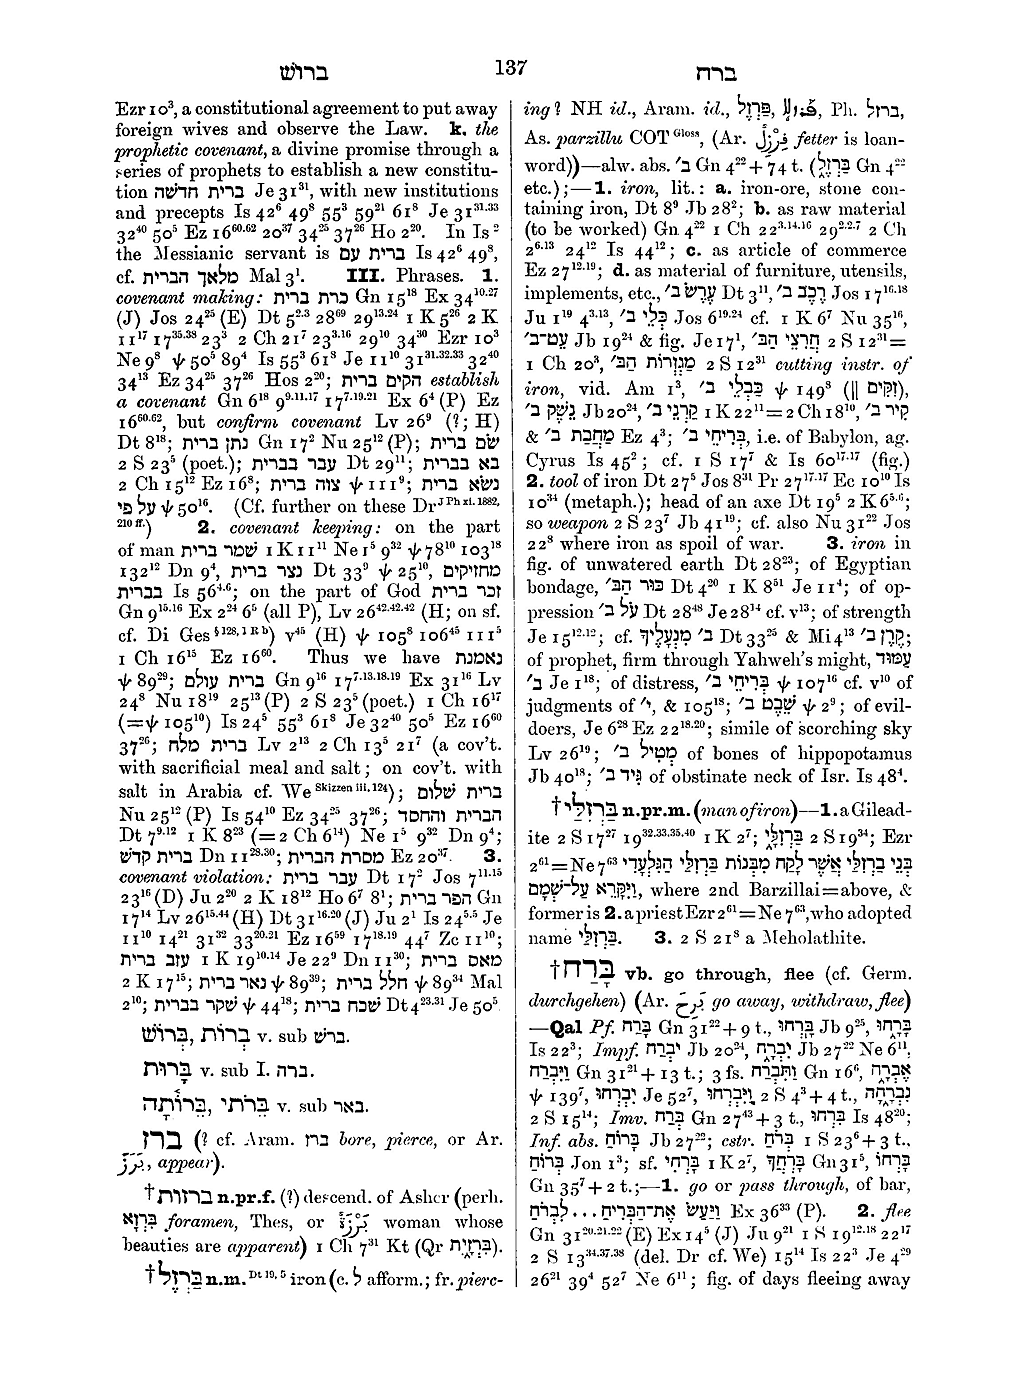 ברוש
137
ברח
Ezr 10³, a constitutional agreement to put away
foreign wives and observe the Law. k. the
prophetic covenant, a divine promise through a
series of prophets to establish a new constitu-
tion ברית חדשה Je 31³¹, with new institutions
and precepts Is 42⁶ 49⁸ 55³ 59²¹ 61⁸ Je 31³¹·³³
32⁴⁰ 50⁵ Ez 16⁶⁰·⁶² 20³⁷ 34²⁵ 37²⁶ Ho 2²⁰. In Is²
the Messianic servant is ברית עם Is 42⁶ 49⁸,
cf. מלאך הברית Mal 3¹. III. Phrases. 1.
covenant making: כרת ברית Gn 15¹⁸ Ex 34¹⁰·²⁷
(J) Jos 24²⁵ (E) Dt 5²·³ 28⁶⁹ 29¹³·²⁴ 1 K 5²⁶ 2 K
11¹⁷ 17³⁵·³⁸ 23³ 2 Ch 21⁷ 23³·¹⁶ 29¹⁰ 34³⁰ Ezr 10³
Ne 9⁸ ψ 50⁵ 89⁴ Is 55³ 61⁸ Je 11¹⁰ 31³¹·³²·³³ 32⁴⁰
34¹³ Ez 34²⁵ 37²⁶ Hos 2²⁰; הקים ברית establish
a covenant Gn 6¹⁸ 9⁹·¹¹·¹⁷ 17⁷·¹⁹·²¹ Ex 6⁴ (P) Ez
16⁶⁰·⁶², but confirm covenant Lv 26⁹ (?; H)
Dt 8¹⁸; נתן ברית Gn 17² Nu 25¹² (P); שׂם ברית
2 S 23⁵ (poet.); עבר בברית Dt 29¹¹; בא בברית
2 Ch 15¹² Ez 16⁸; צוה ברית ψ 111⁹; נשא ברית
על פי ψ 50¹⁶. (Cf. further on these Dr J Ph xi. 1882,
210 ff.) 2. covenant keeping: on the part
of man שמר ברית 1 K 11¹¹ Ne 1⁵ 9³² ψ 78¹⁰ 103¹⁸
132¹² Dn 9⁴, נצר ברית Dt 33⁹ ψ 25¹⁰, מחזיקים
בברית Is 56⁴·⁶; on the part of God זכר ברית
Gn 9¹⁵·¹⁶ Ex 2²⁴ 6⁵ (all P), Lv 26⁴²·⁴²·⁴² (H; on sf.
cf. Di Ges § 128, 1 R b) v⁴⁵ (H) ψ 105⁸ 106⁴⁵ 111⁵
1 Ch 16¹⁵ Ez 16⁶⁰. Thus we have נאמנת
ψ 89²⁹; ברית עולם Gn 9¹⁶ 17⁷·¹³·¹⁸·¹⁹ Ex 31¹⁶ Lv
24⁸ Nu 18¹⁹ 25¹³ (P) 2 S 23⁵ (poet.) 1 Ch 16¹⁷
(=ψ 105¹⁰) Is 24⁵ 55³ 61⁸ Je 32⁴⁰ 50⁵ Ez 16⁶⁰
37²⁶; ברית מלח Lv 2¹³ 2 Ch 13⁵ 21⁷ (a cov't.
with sacrificial meal and salt; on cov't. with
salt in Arabia cf. We Skizzen iii. 124); ברית שלום
Nu 25¹² (P) Is 54¹⁰ Ez 34²⁵ 37²⁶; הברית והחסד
Dt 7⁹·¹² 1 K 8²³ (=2 Ch 6¹⁴) Ne 1⁵ 9³² Dn 9⁴;
ברית קדש Dn 11²⁸·³⁰; מסרת הברית Ez 20³⁷. 3.
covenant violation: עבר ברית Dt 17² Jos 7¹¹·¹⁵
23¹⁶ (D) Ju 2²⁰ 2 K 18¹² Ho 6⁷ 8¹; הפר ברית Gn
17¹⁴ Lv 26¹⁵·⁴⁴ (H) Dt 31¹⁶·²⁰ (J) Ju 2¹ Is 24⁵·⁵ Je
11¹⁰ 14²¹ 31³² 33²⁰·²¹ Ez 16⁵⁹ 17¹⁸·¹⁹ 44⁷ Zc 11¹⁰;
עזב ברית 1 K 19¹⁰·¹⁴ Je 22⁹ Dn 11³⁰; מאס ברית
2 K 17¹⁵; נאר ברית ψ 89³⁹; חלל ברית ψ 89³⁴ Mal
2¹⁰; שקר בברית ψ 44¹⁸; שכח ברית Dt 4²³·³¹ Je 50⁵.
בְּרוֹשׁ, בְּרוֹת v. sub ברשׁ.
בָּרוּת v. sub I. ברה.
בֵּרוֹתָה, בֵּרֹתִי v. sub באר.
ברז (? cf. Aram. ברז bore, pierce, or Ar.
بَرَزَ, appear).
†ברזות n.pr.f. (?) descend. of Asher (perh.
בִּרְזָא foramen, Thes, or بَرْزَةٌ woman whose
beauties are apparent) 1 Ch 7³¹ Kt (Qr בִּרְזָיִת).
†בַּרְזֶל n.m. Dt 19, 5 iron (c. ל afform.; fr. pierc-
ing? NH id., Aram. id., פַּרְזֶל, ܦܪܙܠܐ, Ph. ברזל,
As. parzillu COT Gloss, (Ar. فِرْزِلٌ fetter is loan-
word))—alw. abs. ב׳ Gn 4²² + 74 t. (בַּרְזֶל Gn 4²²
etc.);—1. iron, lit.: a. iron-ore, stone con-
taining iron, Dt 8⁹ Jb 28²; b. as raw material
(to be worked) Gn 4²² 1 Ch 22³·¹⁴·¹⁶ 29²·²·⁷ 2 Ch
2⁶·¹³ 24¹² Is 44¹²; c. as article of commerce
Ez 27¹²·¹⁹; d. as material of furniture, utensils,
implements, etc., עֶרֶשׂ ב׳ Dt 3¹¹, רֶכֶב ב׳ Jos 17¹⁶·¹⁸
Ju 1¹⁹ 4³·¹³, כְּלִי ב׳ Jos 6¹⁹·²⁴ cf. 1 K 6⁷ Nu 35¹⁶,
עֵט־ב׳ Jb 19²⁴ & fig. Je 17¹, חֲרִצֵי הַבּ׳ 2 S 12³¹=
1 Ch 20³, מַגְזְרוֹת הַבּ׳ 2 S 12³¹ cutting instr. of
iron, vid. Am 1³, כַּבְלֵי ב׳ ψ 149⁸ (|| זִקִּים),
נֶשֶׁק ב׳ Jb 20²⁴, קַרְנֵי ב׳ 1 K 22¹¹=2 Ch 18¹⁰, קִיר ב׳
& מַחֲבַת ב׳ Ez 4³; בְּרִיחֵי ב׳, i.e. of Babylon, ag.
Cyrus Is 45²; cf. 1 S 17⁷ & Is 60¹⁷·¹⁷ (fig.)
2. tool of iron Dt 27⁵ Jos 8³¹ Pr 27¹⁷·¹⁷ Ec 10¹⁰ Is
10³⁴ (metaph.); head of an axe Dt 19⁵ 2 K 6⁵·⁶;
so weapon 2 S 23⁷ Jb 41¹⁹; cf. also Nu 31²² Jos
22⁸ where iron as spoil of war. 3. iron in
fig. of unwatered earth Dt 28²³; of Egyptian
bondage, כּוּר הַבּ׳ Dt 4²⁰ 1 K 8⁵¹ Je 11⁴; of op-
pression עֹל ב׳ Dt 28⁴⁸ Je 28¹⁴ cf. v¹³; of strength
Je 15¹²·¹²; cf. מִנְעָלֶיךָ ב׳ Dt 33²⁵ & Mi 4¹³ קֶרֶן ב׳;
of prophet, firm through Yahweh's might, עַמּוּד
ב׳ Je 1¹⁸; of distress, בְּרִיחֵי ב׳ ψ 107¹⁶ cf. v¹⁰ of
judgments of י׳, & 105¹⁸; שֵׁבֶט ב׳ ψ 2⁹; of evil-
doers, Je 6²⁸ Ez 22¹⁸·²⁰; simile of scorching sky
Lv 26¹⁹; מְטִיל ב׳ of bones of hippopotamus
Jb 40¹⁸; גִּיד ב׳ of obstinate neck of Isr. Is 48⁴.
†בַּרְזִלַּי n.pr.m. (man of iron)—1. a Gilead-
ite 2 S 17²⁷ 19³²·³³·³⁵·⁴⁰ 1 K 2⁷; בַּרְזִלָּי 2 S 19³⁴; Ezr
2⁶¹=Ne 7⁶³ בְּנֵי בַרְזִלַּי אֲשֶׁר לָקַח מִבְּנוֹת בַּרְזִלַּי הַגִּלְעָדִי
וַיִּקָּרֵא עַל־שְׁמָם, where 2nd Barzillai=above, &
former is 2. a priest Ezr 2⁶¹=Ne 7⁶³, who adopted
name בַּרְזִלַּי. 3. 2 S 21⁸ a Meholathite.
†בָּרַח vb. go through, flee (cf. Germ.
durchgehen) (Ar. بَرَحَ go away, withdraw, flee)
—Qal Pf. בָּרַח Gn 31²² + 9 t., בָּרְחוּ Jb 9²⁵, בָּרָחוּ
Is 22³; Impf. יִבְרַח Jb 20²⁴, יִבְרָח Jb 27²² Ne 6¹¹,
וַיִּבְרַח Gn 31²¹ + 13 t.; 3 fs. וַתִּבְרַח Gn 16⁶, אֶבְרָח
ψ 139⁷, יִבְרְחוּ Je 52⁷, וַיִּבְרְחוּ 2 S 4³ + 4 t., נִבְרָחָה
2 S 15¹⁴; Imv. בְּרַח Gn 27⁴³ + 3 t., בִּרְחוּ Is 48²⁰;
Inf. abs. בָּרוֹחַ Jb 27²²; cstr. בְּרֹחַ 1 S 23⁶ + 3 t.,
בְּרוֹחַ Jon 1³; sf. בָּרְחִי 1 K 2⁷, בָּרְחֲךָ Gn 31⁵, בָּרְחוֹ
Gn 35⁷ + 2 t.;—1. go or pass through, of bar,
וַיַּעַשׂ אֶת־הַבְּרִיחַ . . . לִבְרֹחַ Ex 36³³ (P). 2. flee
Gn 31²⁰·²¹·²² (E) Ex 14⁵ (J) Ju 9²¹ 1 S 19¹²·¹⁸ 22¹⁷
2 S 13³⁴·³⁷·³⁸ (del. Dr cf. We) 15¹⁴ Is 22³ Je 4²⁹
26²¹ 39⁴ 52⁷ Ne 6¹¹; fig. of days fleeing away